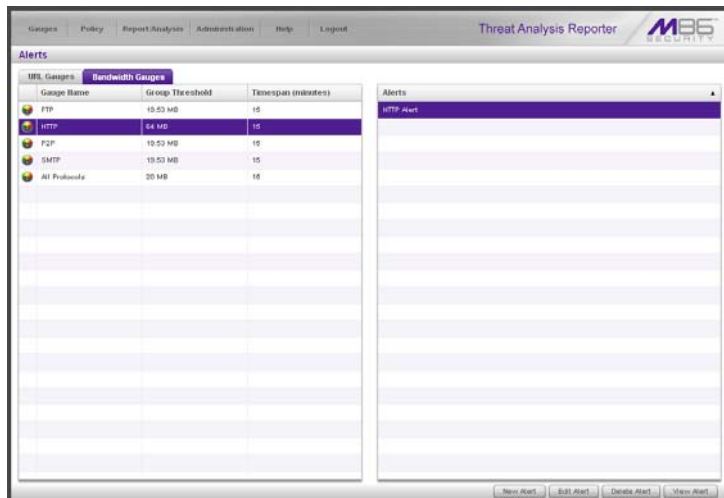 Gauges Policy Report/Analysis Administration Help Logout
Threat Analysis Reporter
M86 SECURITY
Alerts
URL Gauges Bandwidth Gauges
Gauge Name Group Threshold Timespan (minutes)
FTP 19.53 MB 15
HTTP 64 MB 15
P2P 19.53 MB 15
SMTP 19.53 MB 15
All Protocols 20 MB 15
Alerts
HTTP Alert
New Alert Edit Alert Delete Alert View Alert